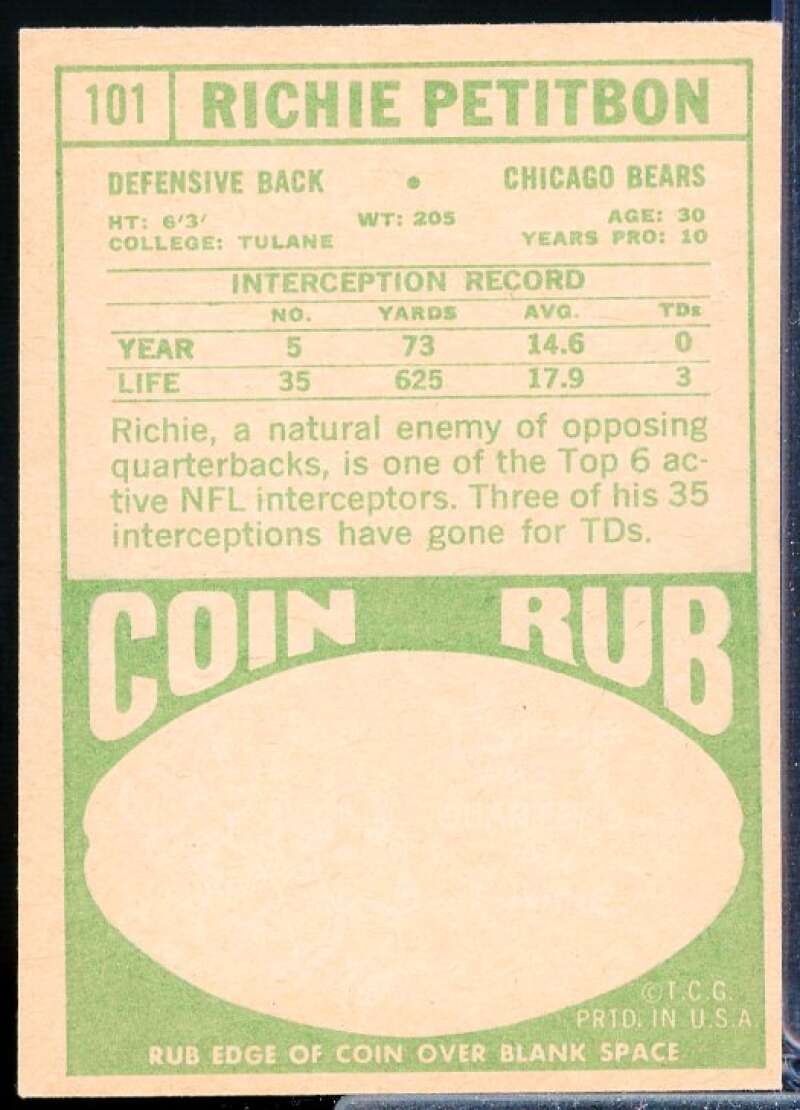 101 RICHIE PETITBON
DEFENSIVE BACK • CHICAGO BEARS
HT: 6'3' WT: 205 AGE: 30
COLLEGE: TULANE YEARS PRO: 10
INTERCEPTION RECORD
NO. YARDS AVG. TDs
YEAR 5 73 14.6 0
LIFE 35 625 17.9 3
Richie, a natural enemy of opposing
quarterbacks, is one of the Top 6 ac-
tive NFL interceptors. Three of his 35
interceptions have gone for TDs.
COIN RUB
©T.C.G.
PRTD. IN U.S.A
RUB EDGE OF COIN OVER BLANK SPACE